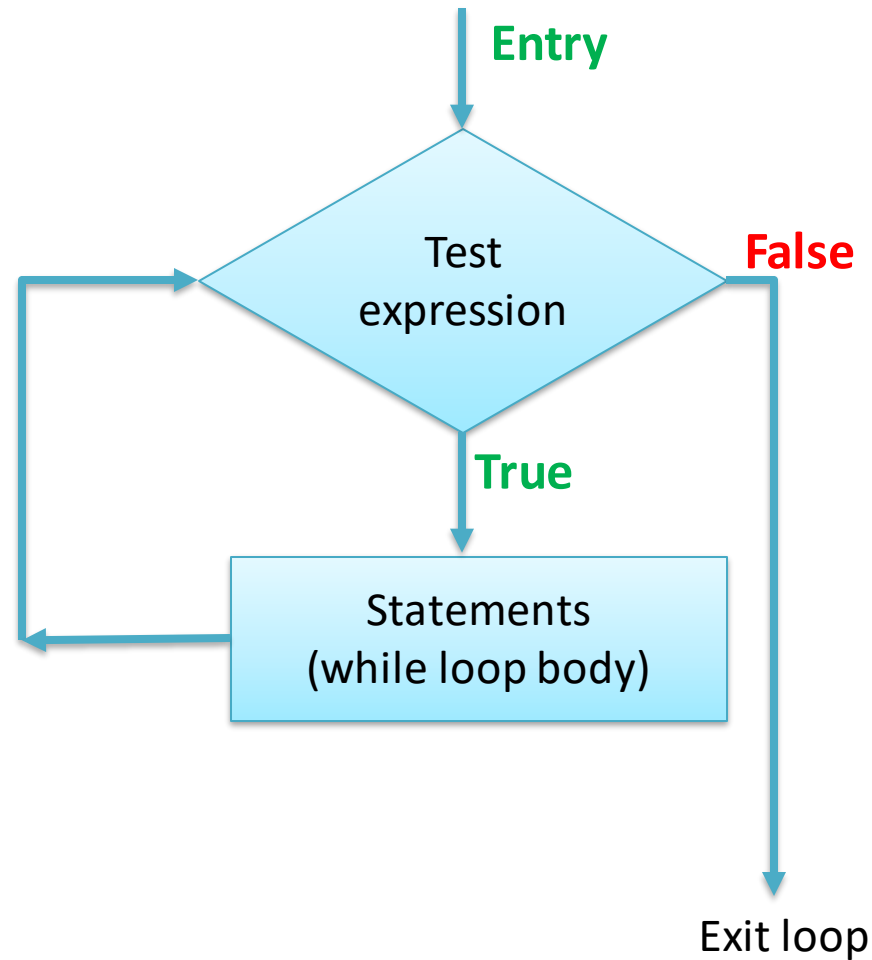 Entry
Test
expression
False
True
Statements
(while loop body)
Exit loop